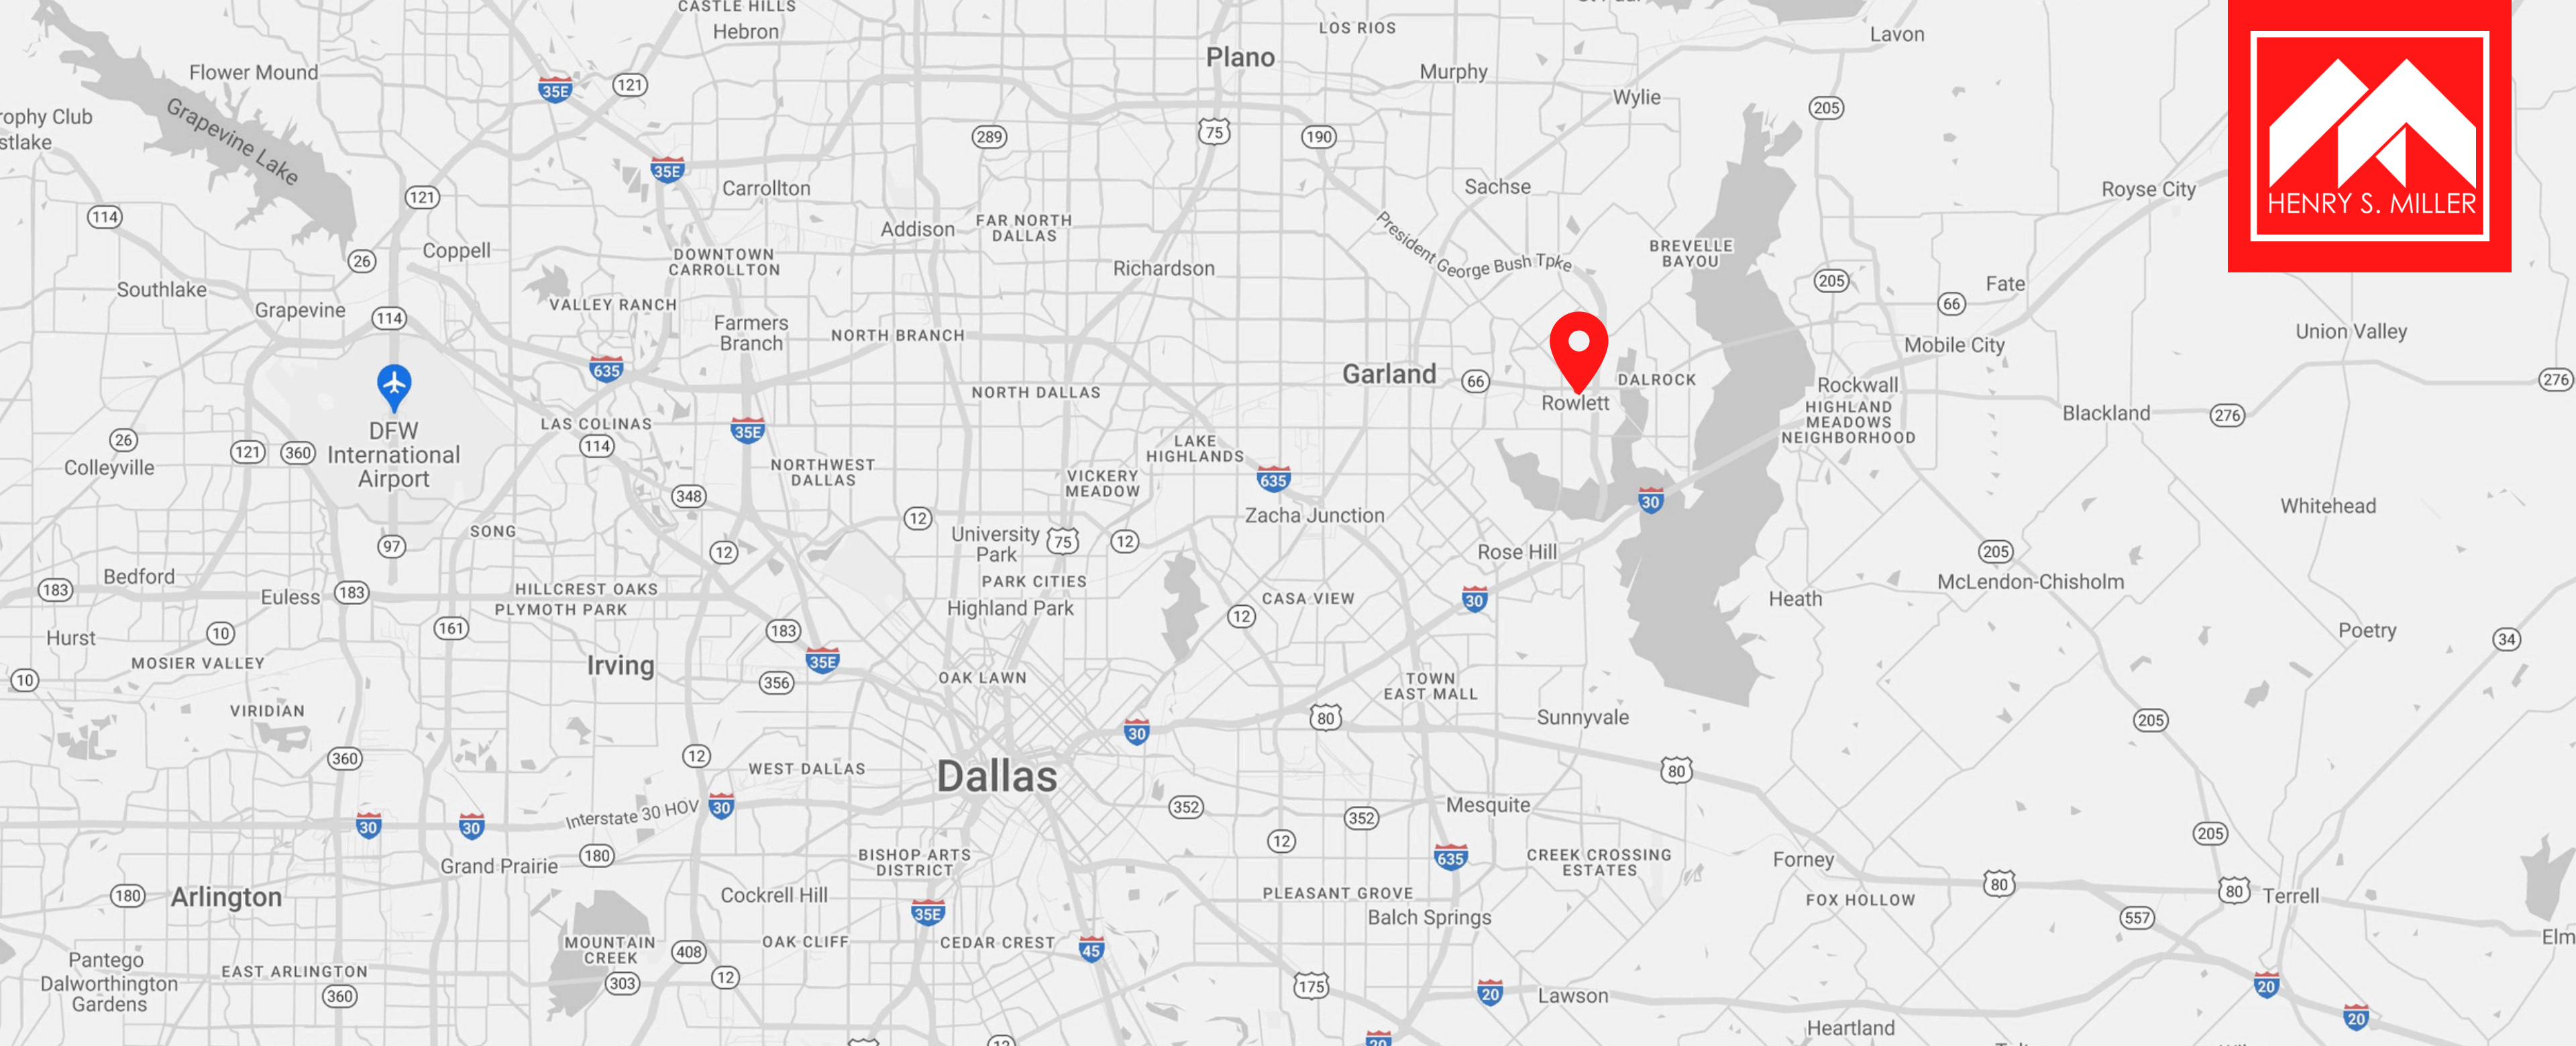 CASTLE HILLS
Hebron
LOS RIOS
Lavon
Plano
Flower Mound
Murphy
35E
121
Wylie
Grapevine Lake
205
rophy Club
stlake
289
75
190
35E
Carrollton
Sachse
Royse City
HENRY S. MILLER
121
114
Addison
FAR NORTH
DALLAS
President George Bush Tpke
BREVELLE
BAYOU
26
Coppell
DOWNTOWN
CARROLLTON
Richardson
205
Fate
Southlake
Grapevine
VALLEY RANCH
66
114
Farmers
Branch
NORTH BRANCH
Union Valley
Mobile City
635
Garland
66
DALROCK
Rockwall
276
NORTH DALLAS
Rowlett
HIGHLAND
MEADOWS
NEIGHBORHOOD
Blackland
276
DFW
International
Airport
LAS COLINAS
35E
26
114
121
360
Colleyville
LAKE
HIGHLANDS
NORTHWEST
DALLAS
VICKERY
MEADOW
635
348
30
Whitehead
12
Zacha Junction
SONG
University
Park
75
12
97
12
Rose Hill
205
Bedford
PARK CITIES
McLendon-Chisholm
183
Euless
183
HILLCREST OAKS
PLYMOTH PARK
Highland Park
CASA VIEW
30
Heath
12
Hurst
10
161
183
Poetry
34
MOSIER VALLEY
Irving
35E
10
356
OAK LAWN
TOWN
EAST MALL
VIRIDIAN
80
Sunnyvale
205
30
360
12
WEST DALLAS
Dallas
80
30
30
Interstate 30 HOV
30
352
352
Mesquite
205
12
Grand Prairie
180
BISHOP ARTS
DISTRICT
635
CREEK CROSSING
ESTATES
Forney
180
Arlington
Cockrell Hill
PLEASANT GROVE
80
80
Terrell
FOX HOLLOW
35E
Balch Springs
557
MOUNTAIN
CREEK
408
OAK CLIFF
CEDAR CREST
45
Elm
Pantego
Dalworthington
Gardens
EAST ARLINGTON
303
12
175
20
Lawson
20
360
20
Heartland
20
12